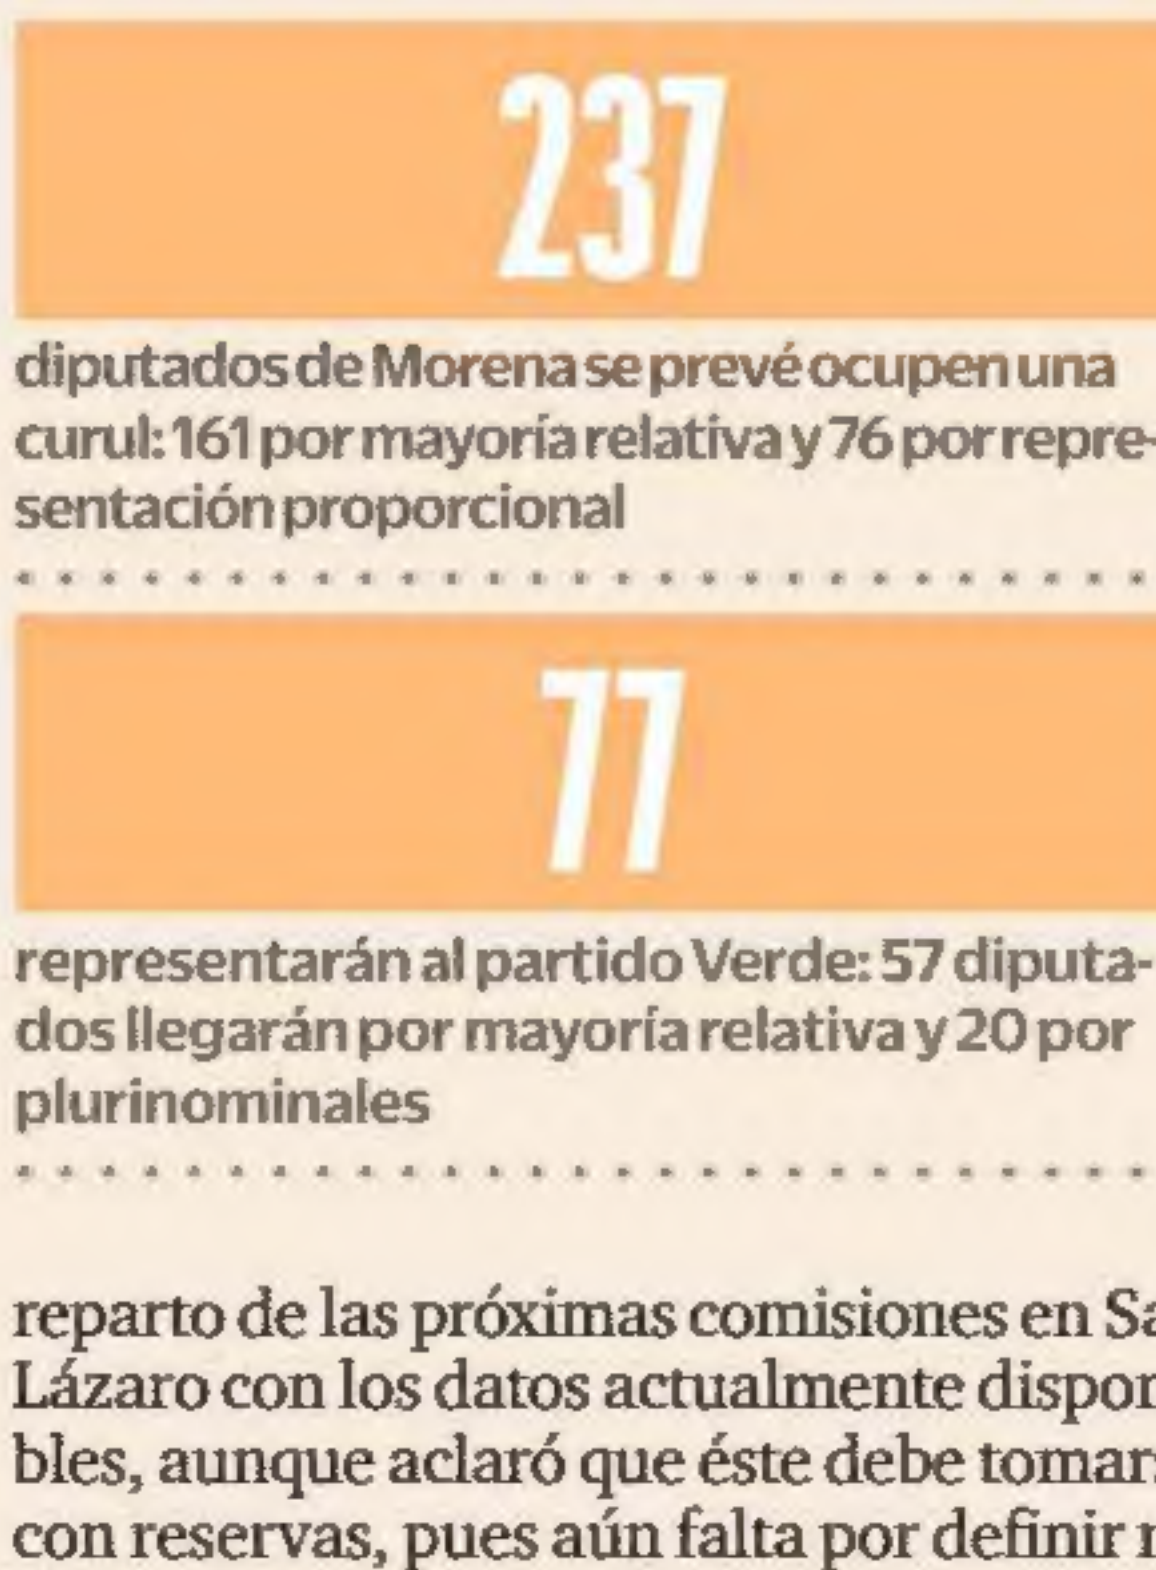 237
diputados de Morena se prevé ocupen una
curul: 161 por mayoría relativa y 76 por repre-
sentación proporcional
77
representarán al partido Verde: 57 diputa-
dos llegarán por mayoría relativa y 20 por
plurinominales
reparto de las próximas comisiones en
Lázaro con los datos actualmente
bles, aunque aclaró que éste debe
con reservas, pues aún falta por definir